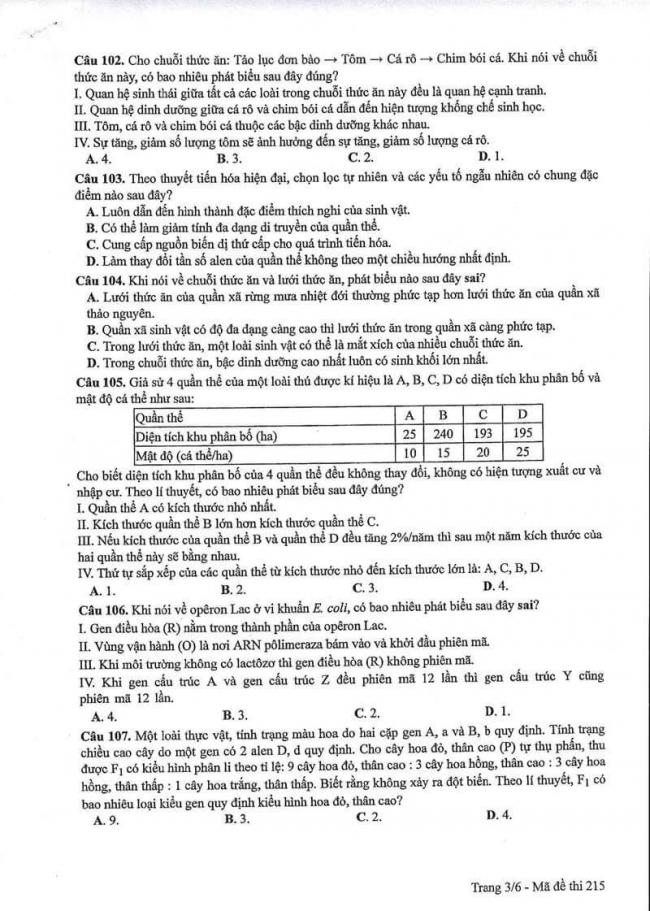 Câu 102. Cho chuỗi thức ăn: Tảo lục đơn bào → Tôm → Cá rô → Chim bói cá. Khi nói về chuỗi
thức ăn này, có bao nhiêu phát biểu sau đây đúng?
I. Quan hệ sinh thái giữa tất cả các loài trong chuỗi thức ăn này đều là quan hệ cạnh tranh.
II. Quan hệ dinh dưỡng giữa cá rô và chim bói cá dẫn đến hiện tượng khống chế sinh học.
III. Tôm, cá rô và chim bói cá thuộc các bậc dinh dưỡng khác nhau.
IV. Sự tăng, giảm số lượng tôm sẽ ảnh hưởng đến sự tăng, giảm số lượng cá rô.
A. 4. B. 3. C. 2. D. 1.
Câu 103. Theo thuyết tiến hóa hiện đại, chọn lọc tự nhiên và các yếu tố ngẫu nhiên có chung đặc
điểm nào sau đây?
A. Luôn dẫn đến hình thành đặc điểm thích nghi của sinh vật.
B. Có thể làm giảm tính đa dạng di truyền của quần thể.
C. Cung cấp nguồn biến dị thứ cấp cho quá trình tiến hóa.
D. Làm thay đổi tần số alen của quần thể không theo một chiều hướng nhất định.
Câu 104. Khi nói về chuỗi thức ăn và lưới thức ăn, phát biểu nào sau đây sai?
A. Lưới thức ăn của quần xã rừng mưa nhiệt đới thường phức tạp hơn lưới thức ăn của quần xã
thảo nguyên.
B. Quần xã sinh vật có độ đa dạng càng cao thì lưới thức ăn trong quần xã càng phức tạp.
C. Trong lưới thức ăn, một loài sinh vật có thể là mắt xích của nhiều chuỗi thức ăn.
D. Trong chuỗi thức ăn, bậc dinh dưỡng cao nhất luôn có sinh khối lớn nhất.
Câu 105. Giả sử 4 quần thể của một loài thú được kí hiệu là A, B, C, D có diện tích khu phân bố và
mật độ cá thể như sau:
Quần thể A B C D
Diện tích khu phân bố (ha) 25 240 193 195
Mật độ (cá thể/ha) 10 15 20 25
Cho biết diện tích khu phân bố của 4 quần thể đều không thay đổi, không có hiện tượng xuất cư và
nhập cư. Theo lí thuyết, có bao nhiêu phát biểu sau đây đúng?
I. Quần thể A có kích thước nhỏ nhất.
II. Kích thước quần thể B lớn hơn kích thước quần thể C.
III. Nếu kích thước của quần thể B và quần thể D đều tăng 2%/năm thì sau một năm kích thước của
hai quần thể này sẽ bằng nhau.
IV. Thứ tự sắp xếp của các quần thể từ kích thước nhỏ đến kích thước lớn là: A, C, B, D.
A. 1. B. 2. C. 3. D. 4.
Câu 106. Khi nói về opêron Lac ở vi khuẩn E. coli, có bao nhiêu phát biểu sau đây sai?
I. Gen điều hòa (R) nằm trong thành phần của opêron Lac.
II. Vùng vận hành (O) là nơi ARN pôlimeraza bám vào và khởi đầu phiên mã.
III. Khi môi trường không có lactôzơ thì gen điều hòa (R) không phiên mã.
IV. Khi gen cấu trúc A và gen cấu trúc Z đều phiên mã 12 lần thì gen cấu trúc Y cũng
phiên mã 12 lần.
A. 4. B. 3. C. 2. D. 1.
Câu 107. Một loài thực vật, tính trạng màu hoa do hai cặp gen A, a và B, b quy định. Tính trạng
chiều cao cây do một gen có 2 alen D, d quy định. Cho cây hoa đỏ, thân cao (P) tự thụ phấn, thu
được F1 có kiểu hình phân li theo tỉ lệ: 9 cây hoa đỏ, thân cao : 3 cây hoa hồng, thân cao : 3 cây hoa
hồng, thân thấp : 1 cây hoa trắng, thân thấp. Biết rằng không xảy ra đột biến. Theo lí thuyết, F1 có
bao nhiêu loại kiểu gen quy định kiểu hình hoa đỏ, thân cao?
A. 9. B. 3. C. 2. D. 4.
Trang 3/6 - Mã đề thi 215